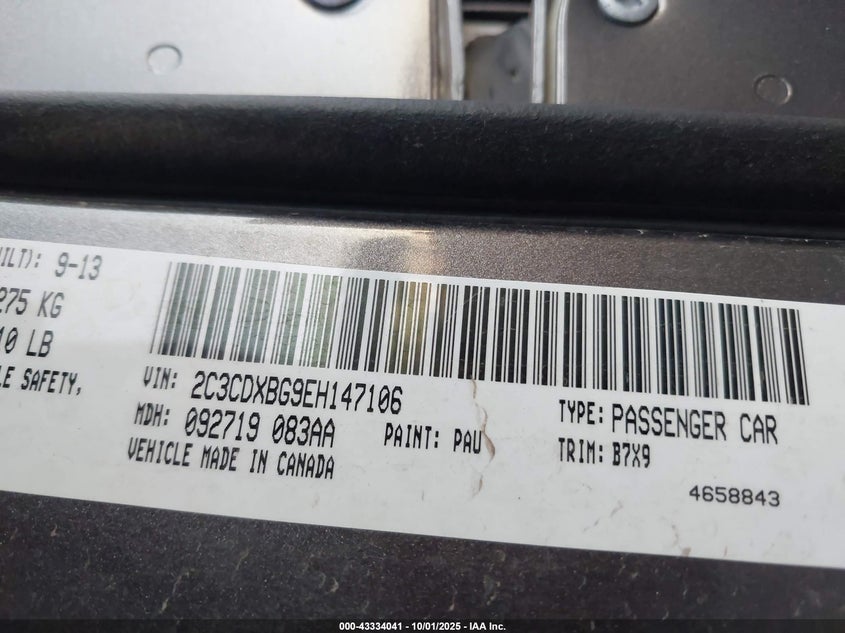 UILT): 9-13
275 KG
10 LB
LE SAFETY,
VIN: 2C3CDXBG9EH147106
MDH: 092719 083AA
PAINT: PAU
VEHICLE MADE IN CANADA
TYPE: PASSENGER CAR
TRIM: B7X9
4658843
000-43334041 - 10/01/2025 - IAA Inc.